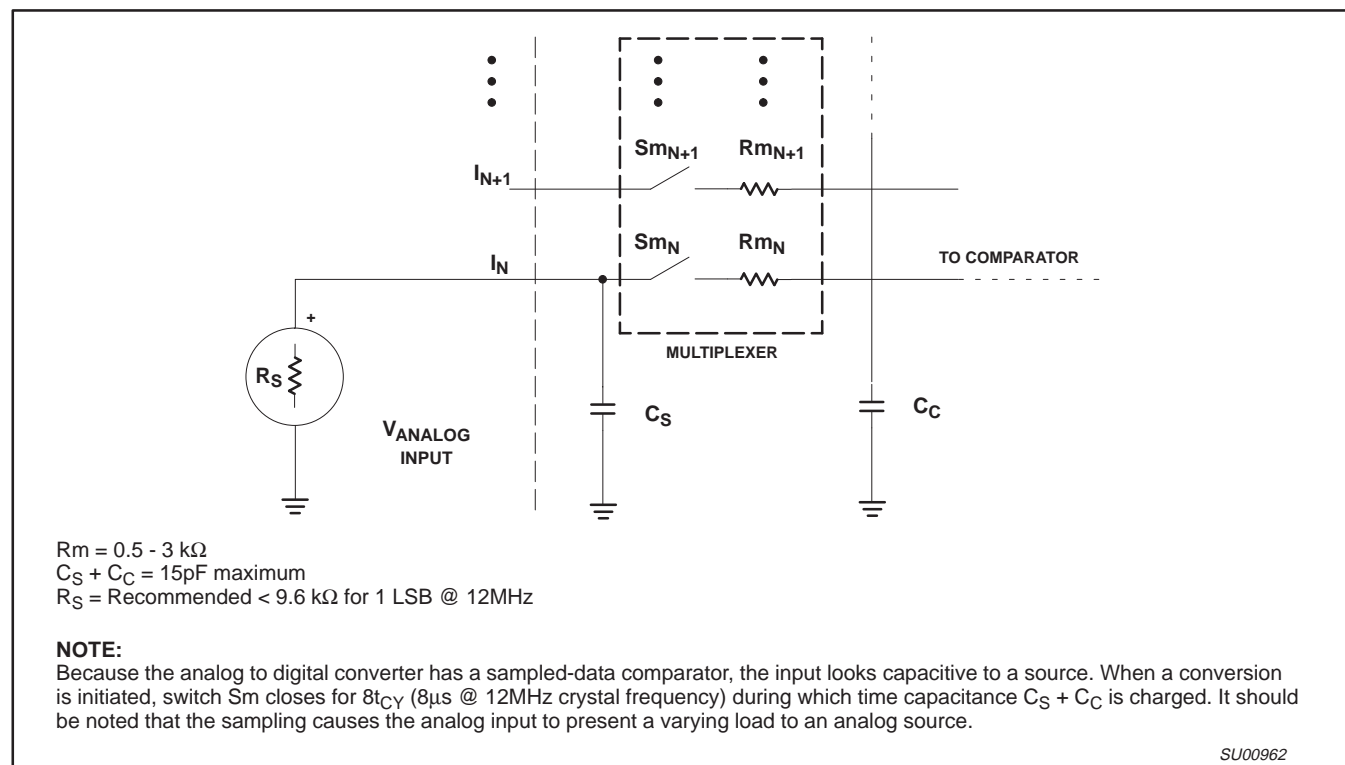 Sm_N+1 Rm_N+1
I_N+1
Sm_N Rm_N
I_N
TO COMPARATOR
+
MULTIPLEXER
R_S
C_S
C_C
V_ANALOG
INPUT
Rm = 0.5 - 3 kΩ
C_S + C_C = 15pF maximum
R_S = Recommended < 9.6 kΩ for 1 LSB @ 12MHz
NOTE:
Because the analog to digital converter has a sampled-data comparator, the input looks capacitive to a source. When a conversion
is initiated, switch Sm closes for 8t_CY (8µs @ 12MHz crystal frequency) during which time capacitance C_S + C_C is charged. It should
be noted that the sampling causes the analog input to present a varying load to an analog source.
SU00962